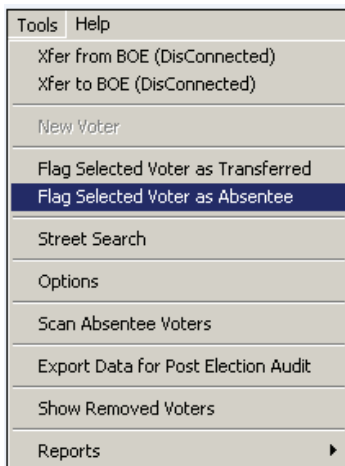 Tools Help
Xfer from BOE (DisConnected)
Xfer to BOE (DisConnected)
New Voter
Flag Selected Voter as Transferred
Flag Selected Voter as Absentee
Street Search
Options
Scan Absentee Voters
Export Data for Post Election Audit
Show Removed Voters
Reports